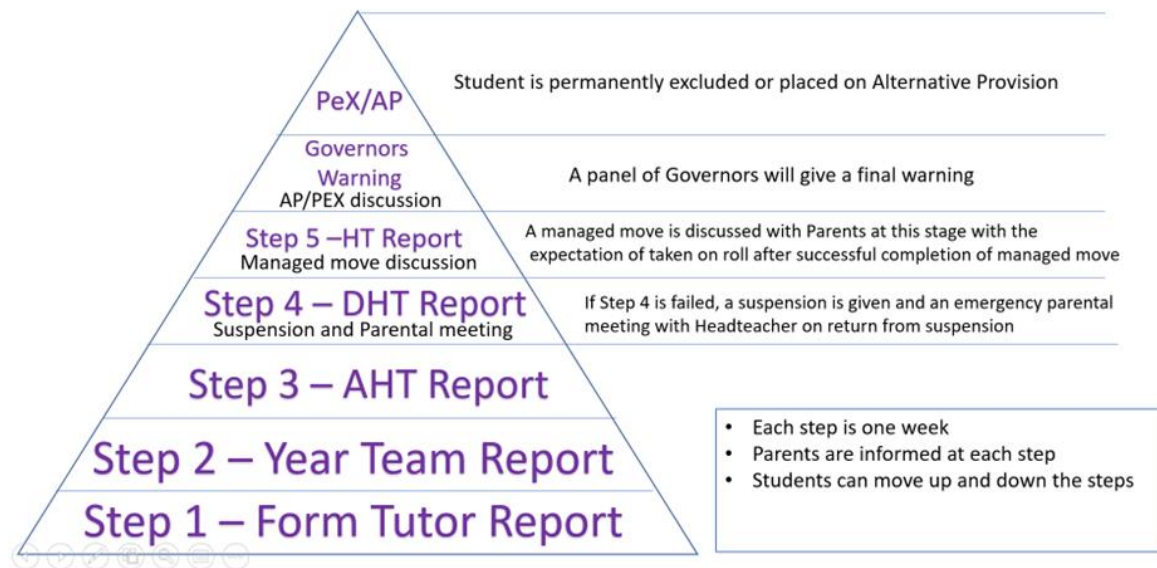 PeX/AP
Student is permanently excluded or placed on Alternative Provision
Governors
Warning
AP/PEX discussion
A panel of Governors will give a final warning
Step 5 –HT Report
Managed move discussion
A managed move is discussed with Parents at this stage with the
expectation of taken on roll after successful completion of managed move
Step 4 – DHT Report
Suspension and Parental meeting
If Step 4 is failed, a suspension is given and an emergency parental
meeting with Headteacher on return from suspension
Step 3 – AHT Report
Step 2 – Year Team Report
Step 1 – Form Tutor Report
• Each step is one week
• Parents are informed at each step
• Students can move up and down the steps